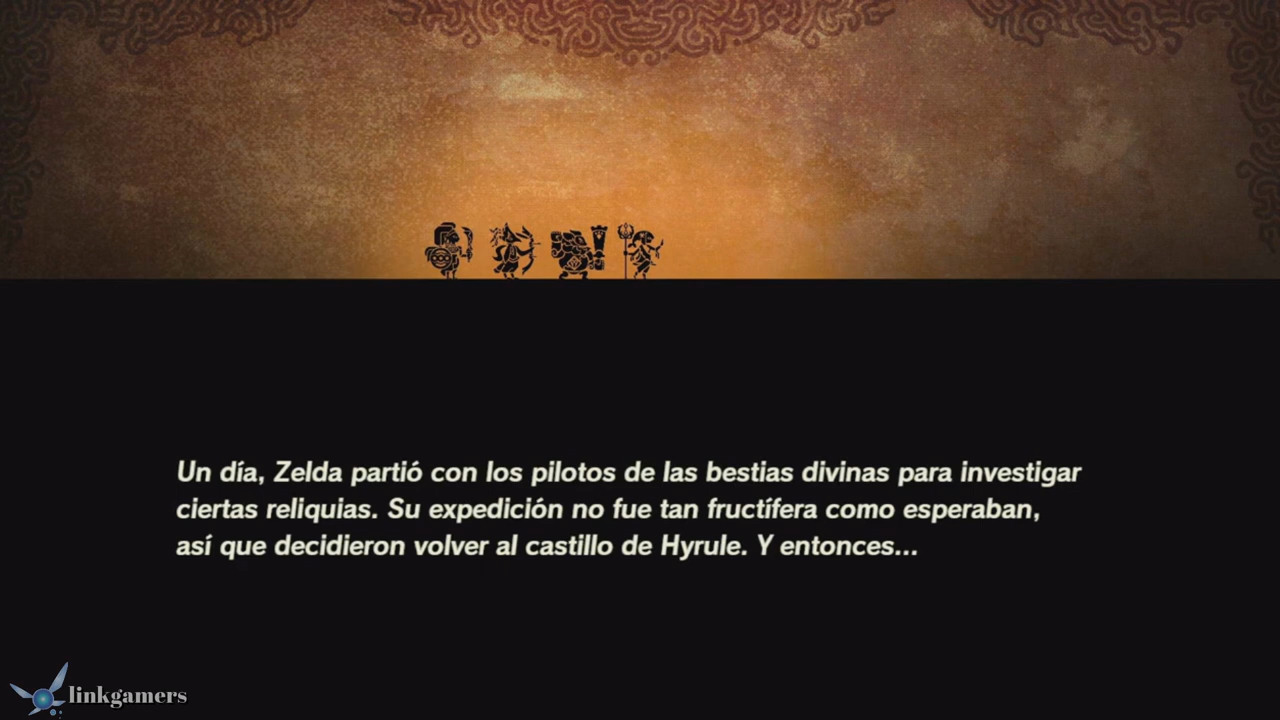 Un día, Zelda partió con los pilotos de las bestias divinas para investigar
ciertas reliquias. Su expedición no fue tan fructífera como esperaban,
así que decidieron volver al castillo de Hyrule. Y entonces...
linkgamers